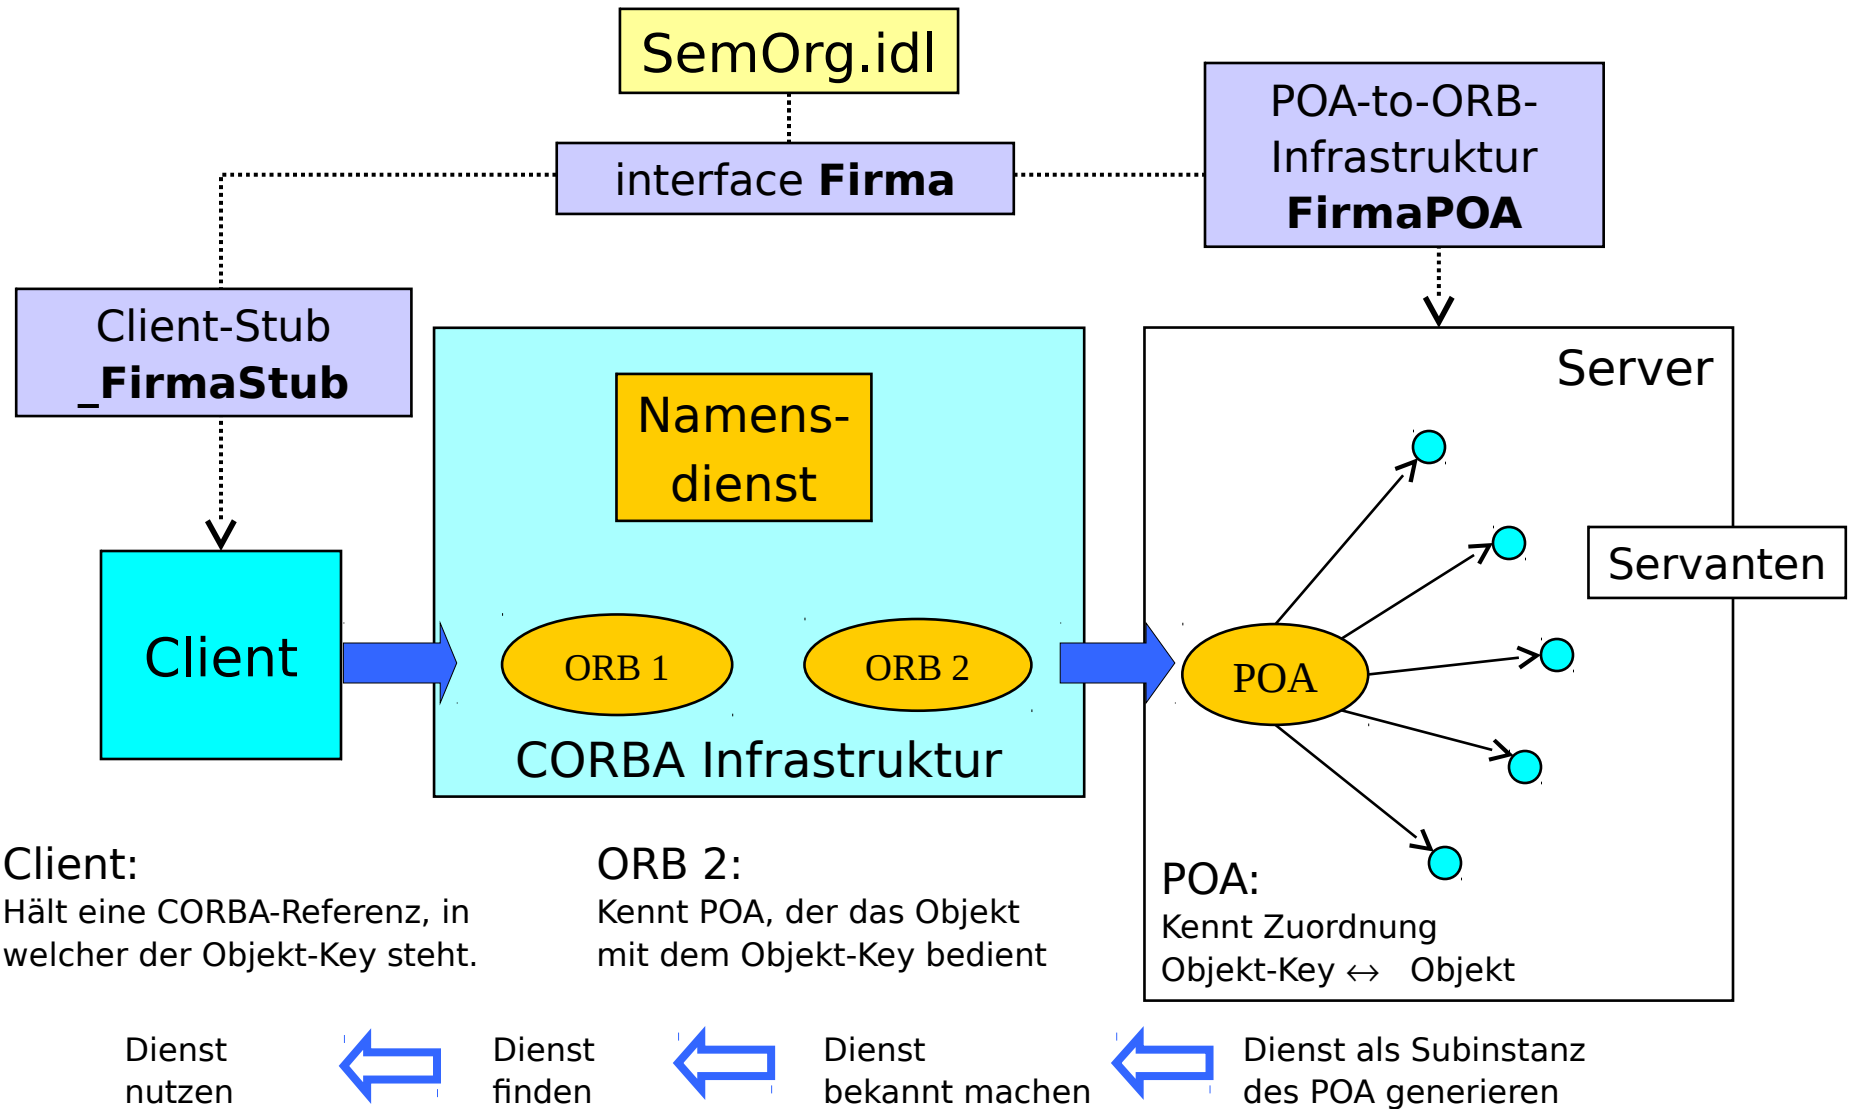 SemOrg.idl
interface Firma
POA-to-ORB-
Infrastruktur
FirmaPOA
Client-Stub
_FirmaStub
Client
Namens-
dienst
ORB 1
ORB 2
CORBA Infrastruktur
Server
Servanten
POA
Client:
Hält eine CORBA-Referenz, in
welcher der Objekt-Key steht.
ORB 2:
Kennt POA, der das Objekt
mit dem Objekt-Key bedient
POA:
Kennt Zuordnung
Objekt-Key ↔ Objekt
Dienst
nutzen
Dienst
finden
Dienst
bekannt machen
Dienst als Subinstanz
des POA generieren